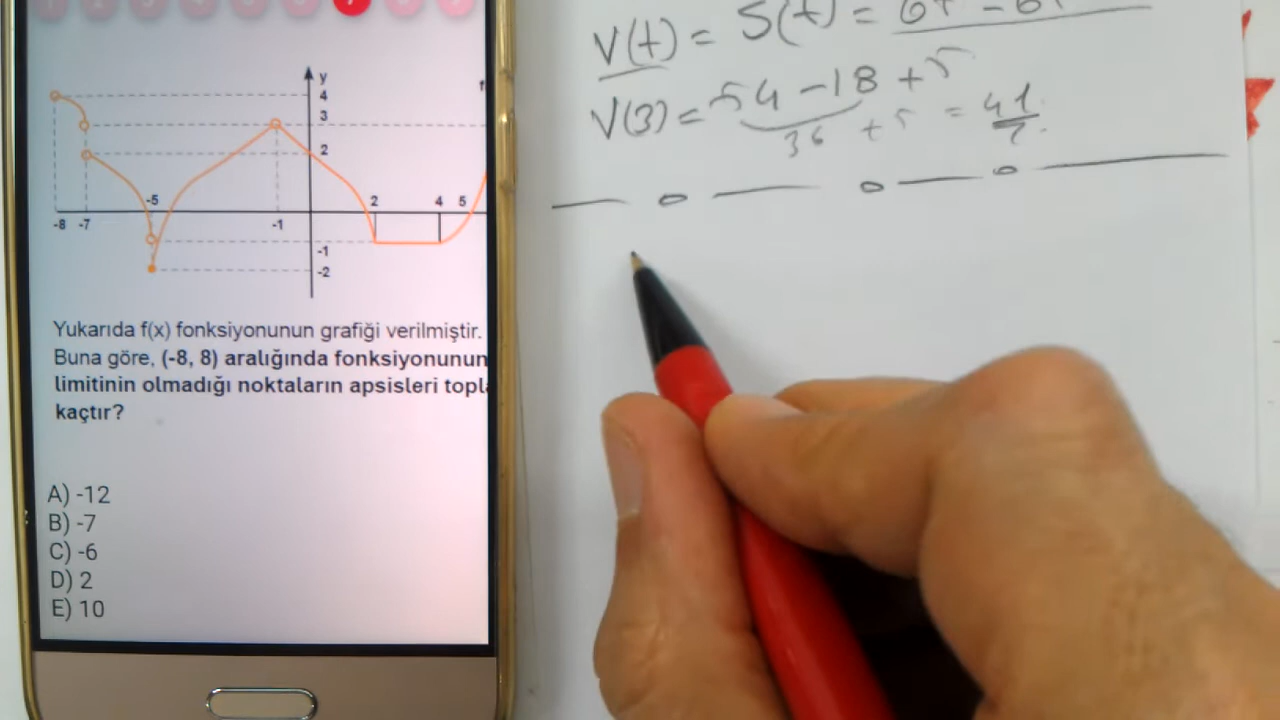 y
4
3
2
-5 2 4 5
-8 -7 -1
-1
-2
Yukarıda f(x) fonksiyonunun grafiği verilmiştir.
Buna göre, (-8, 8) aralığında fonksiyonunun
limitinin olmadığı noktaların apsisleri
kaçtır?
A) -12
B) -7
C) -6
D) 2
E) 10
V(t) = S(t) =
V(3) = 54 - 18 + 5
36 + 5 = 41